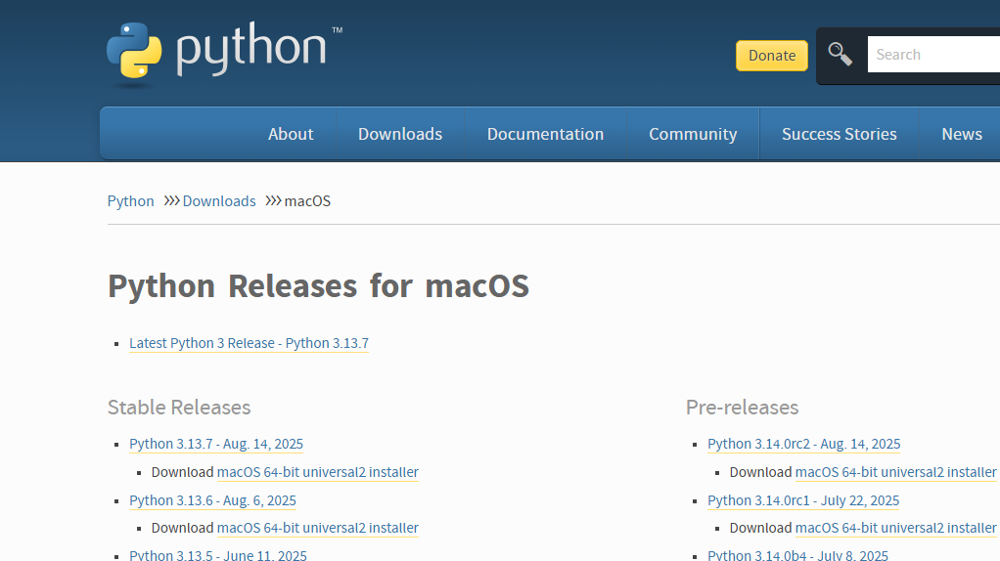 python™
Donate
Search
About Downloads Documentation Community Success Stories News
Python >>> Downloads >>> macOS
Python Releases for macOS
Latest Python 3 Release - Python 3.13.7
Stable Releases
Python 3.13.7 - Aug. 14, 2025
Download macOS 64-bit universal2 installer
Python 3.13.6 - Aug. 6, 2025
Download macOS 64-bit universal2 installer
Python 3.13.5 - June 11, 2025
Pre-releases
Python 3.14.0rc2 - Aug. 14, 2025
Download macOS 64-bit universal2 installer
Python 3.14.0rc1 - July 22, 2025
Download macOS 64-bit universal2 installer
Python 3.14.0b4 - July 8, 2025